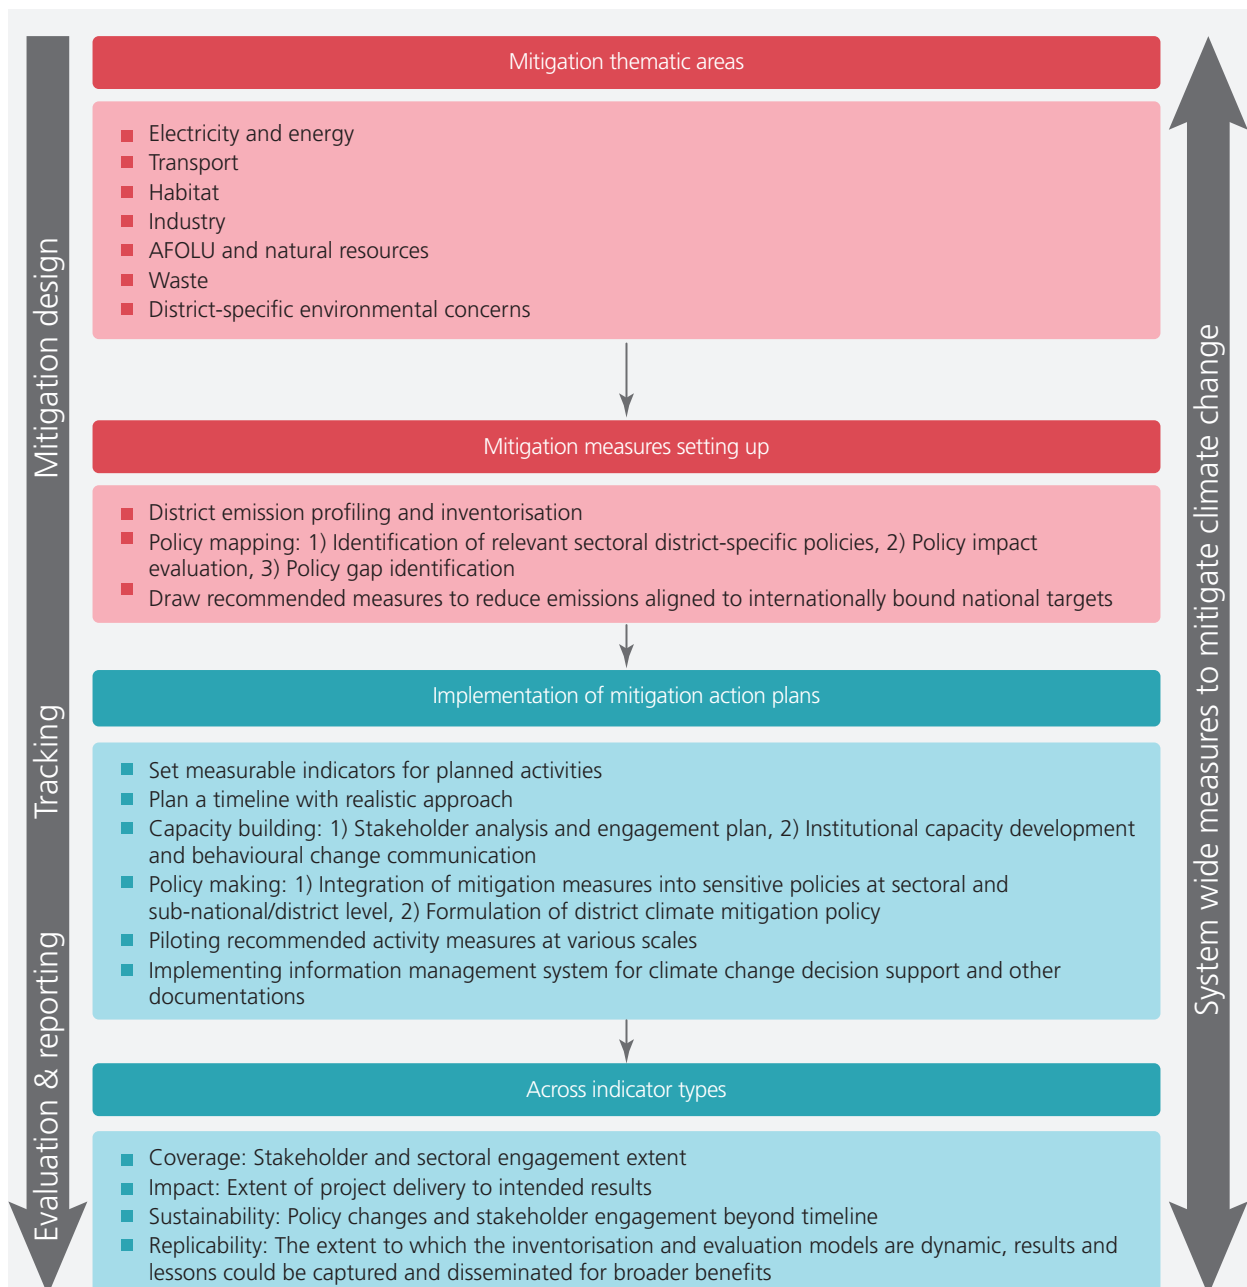 Mitigation thematic areas
Electricity and energy
Transport
Habitat
Industry
AFOLU and natural resources
Waste
District-specific environmental concerns
Mitigation measures setting up
District emission profiling and inventorisation
Policy mapping: 1) Identification of relevant sectoral district-specific policies, 2) Policy impact
evaluation, 3) Policy gap identification
Draw recommended measures to reduce emissions aligned to internationally bound national targets
Implementation of mitigation action plans
Set measurable indicators for planned activities
Plan a timeline with realistic approach
Capacity building: 1) Stakeholder analysis and engagement plan, 2) Institutional capacity development
and behavioural change communication
Policy making: 1) Integration of mitigation measures into sensitive policies at sectoral and
sub-national/district level, 2) Formulation of district climate mitigation policy
Piloting recommended activity measures at various scales
Implementing information management system for climate change decision support and other
documentations
Across indicator types
Coverage: Stakeholder and sectoral engagement extent
Impact: Extent of project delivery to intended results
Sustainability: Policy changes and stakeholder engagement beyond timeline
Replicability: The extent to which the inventorisation and evaluation models are dynamic, results and
lessons could be captured and disseminated for broader benefits
Mitigation design
Tracking
Evaluation & reporting
System wide measures to mitigate climate change